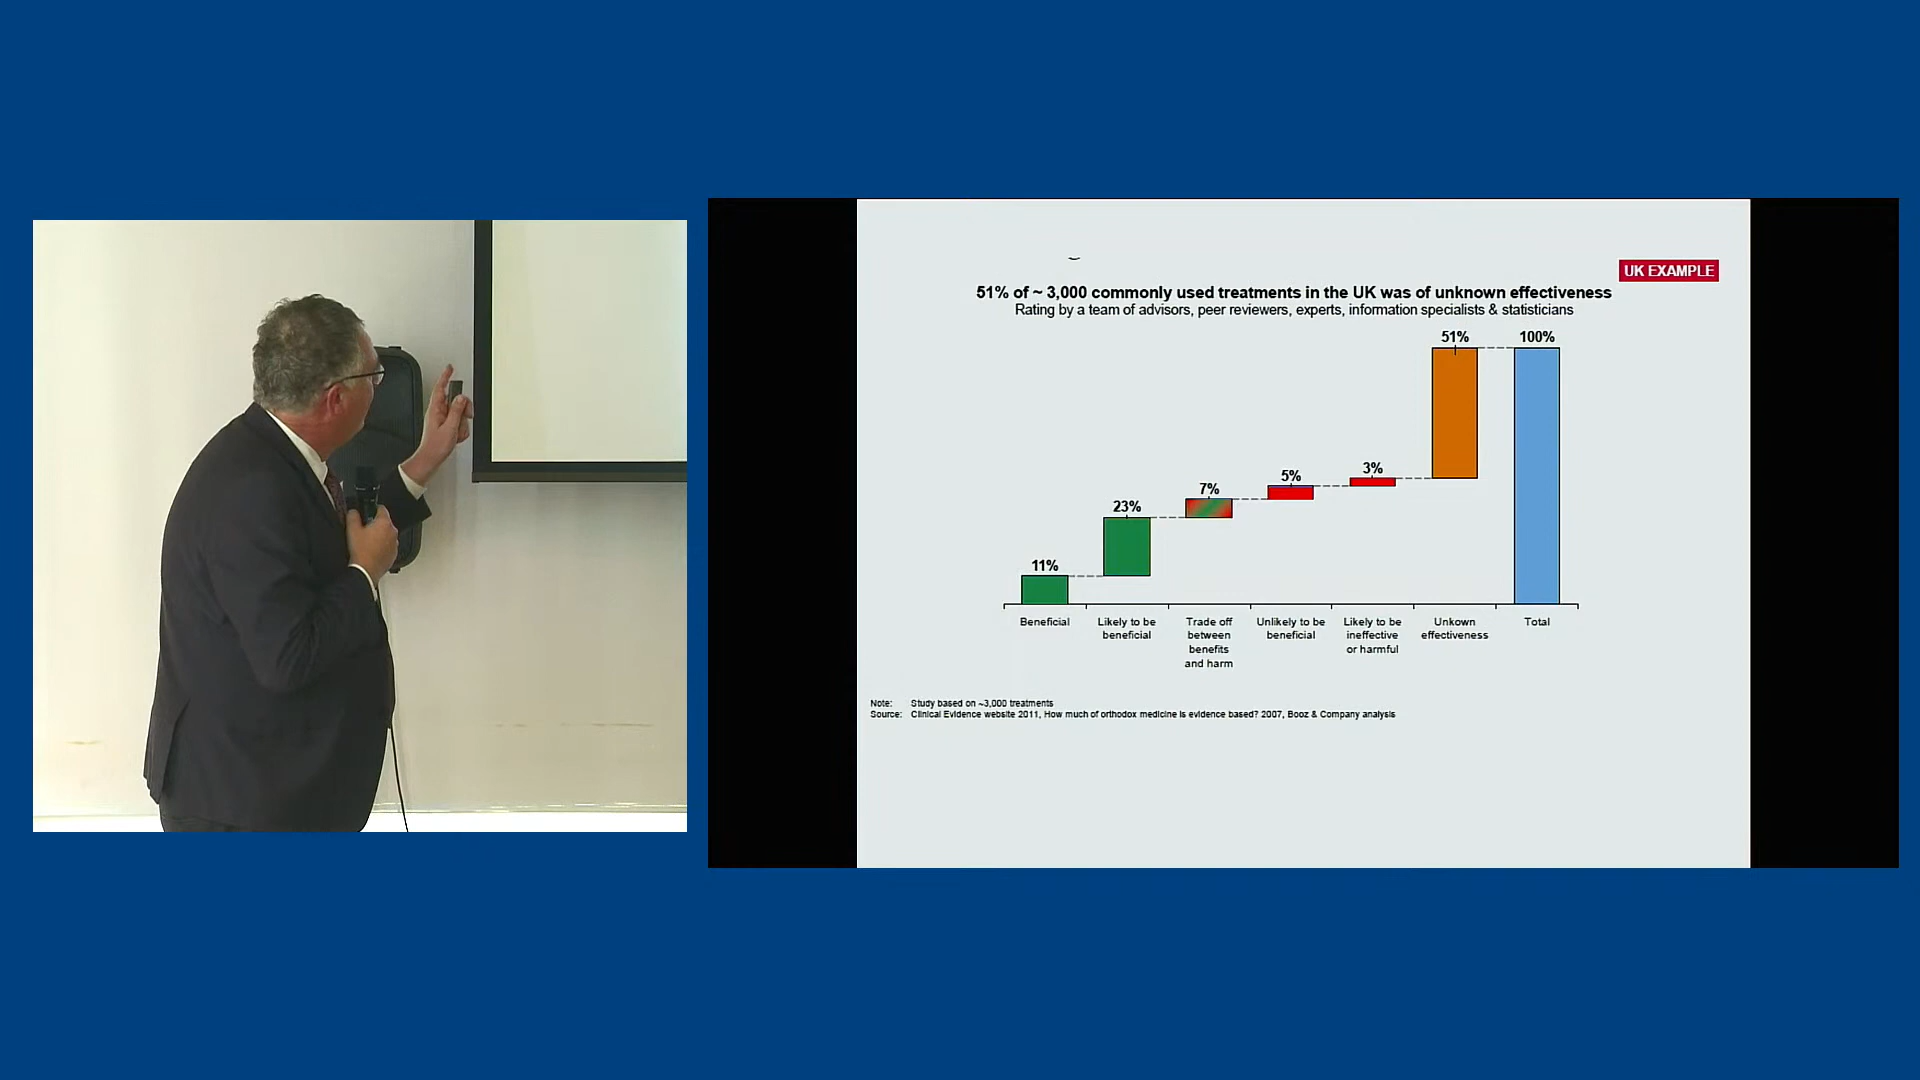 UK EXAMPLE
51% of ~ 3,000 commonly used treatments in the UK was of unknown effectiveness
Rating by a team of advisors, peer reviewers, experts, information specialists & statisticians
51%
100%
5%
3%
7%
23%
11%
Beneficial
Likely to be
beneficial
Trade off
between
benefits
and harm
Unlikely to be
beneficial
Likely to be
ineffective
or harmful
Unkown
effectiveness
Total
Note: Study based on ~3,000 treatments
Source: Clinical Evidence website 2011, How much of orthodox medicine is evidence based? 2007, Booz & Company analysis